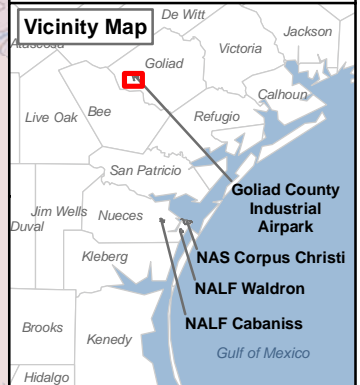 Vicinity Map
De Witt
Jackson
Atascosa
Goliad
Victoria
Calhoun
Bee
Live Oak
Refugio
San Patricio
Goliad County
Industrial
Airpark
Jim Wells
Nueces
Duval
Kleberg
NAS Corpus Christi
NALF Waldron
NALF Cabaniss
Brooks
Kenedy
Gulf of Mexico
Hidalgo